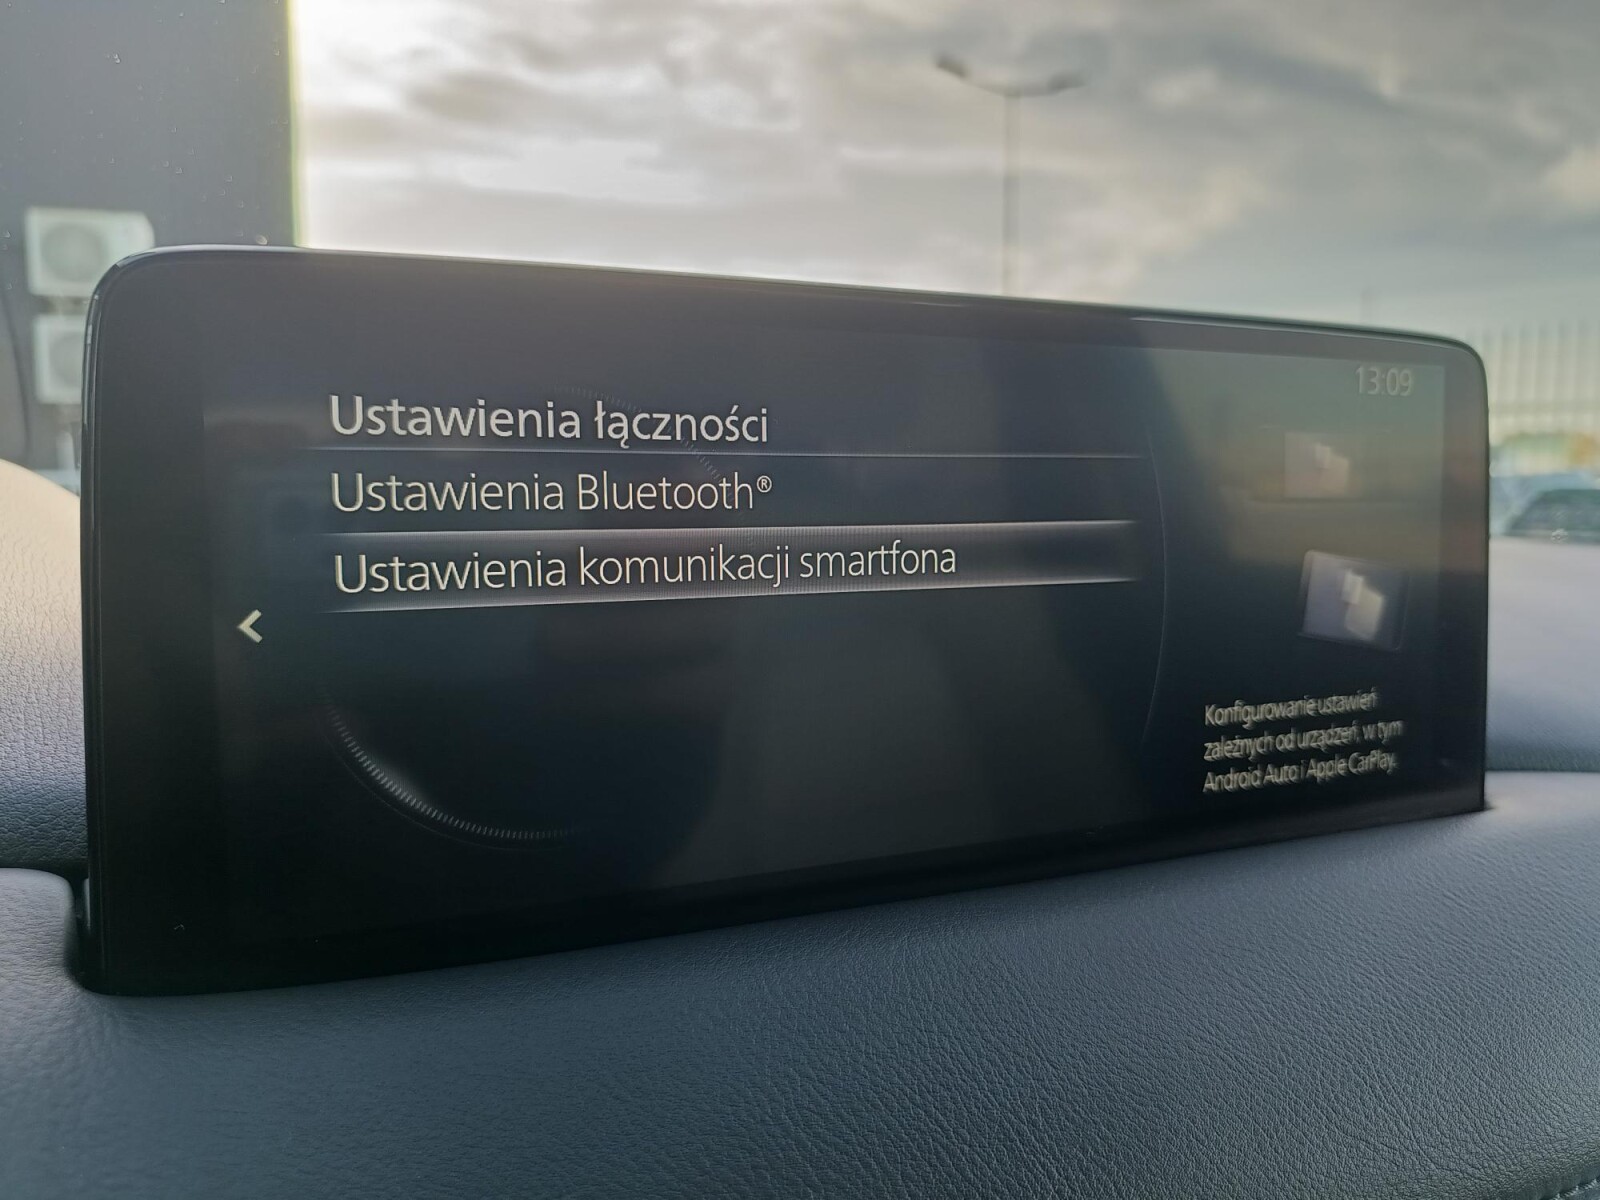 13:09
Ustawienia łączności
Ustawienia Bluetooth®
Ustawienia komunikacji smartfona
Konfigurowanie ustawień
zależnych od urządzeń, w tym
Android Auto i Apple CarPlay.